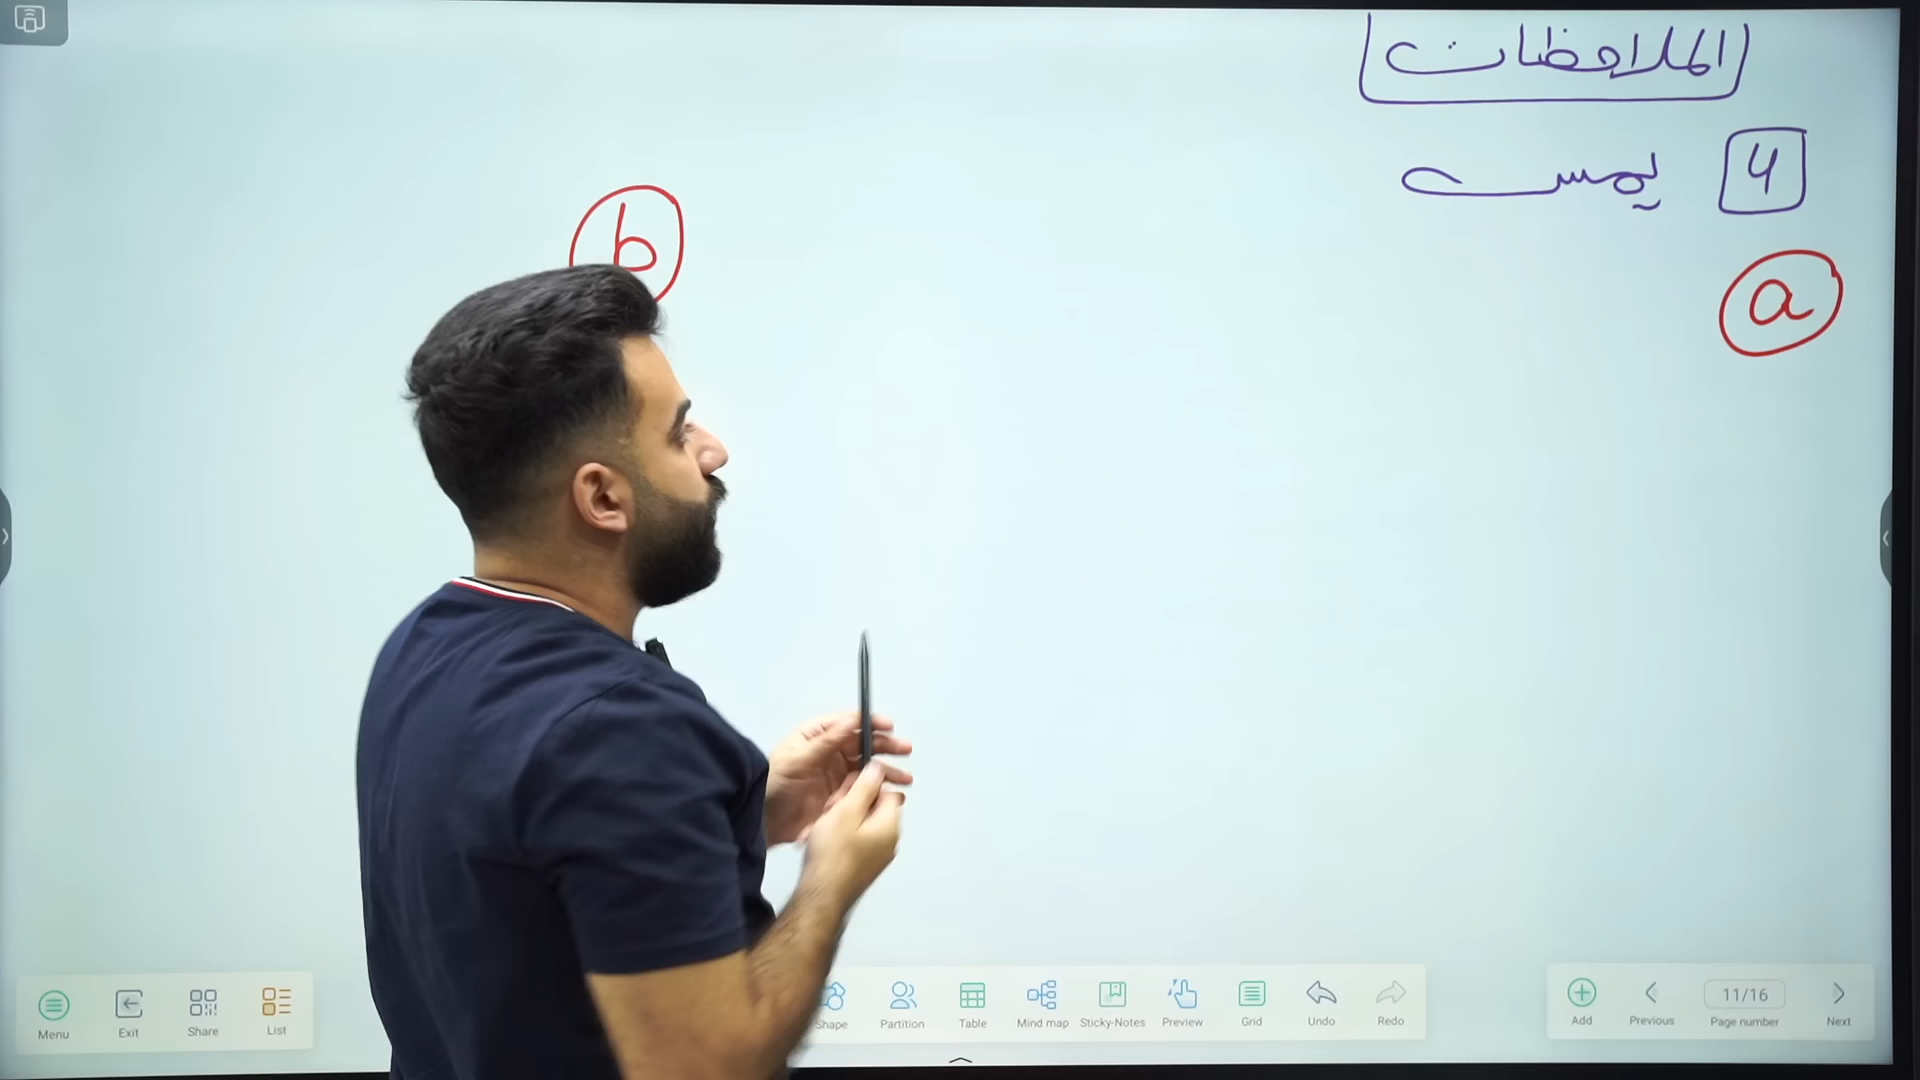 الملاحظات
4 يمس
a
b
Menu Exit Share List
Shape Partition Table Mind map Sticky-Notes Preview Grid Undo Redo
Add Previous 11/16 Page number Next